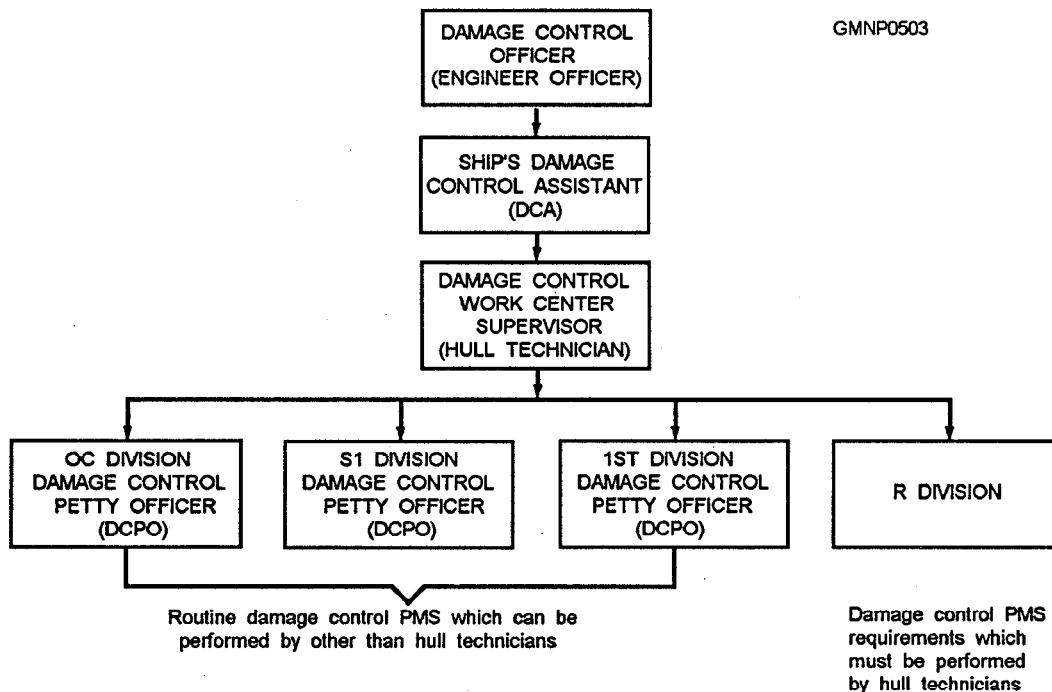 GMNP0503
DAMAGE CONTROL
OFFICER
(ENGINEER OFFICER)
SHIP'S DAMAGE
CONTROL ASSISTANT
(DCA)
DAMAGE CONTROL
WORK CENTER
SUPERVISOR
(HULL TECHNICIAN)
OC DIVISION
DAMAGE CONTROL
PETTY OFFICER
(DCPO)
S1 DIVISION
DAMAGE CONTROL
PETTY OFFICER
(DCPO)
1ST DIVISION
DAMAGE CONTROL
PETTY OFFICER
(DCPO)
R DIVISION
Routine damage control PMS which can be
performed by other than hull technicians
Damage control PMS
requirements which
must be performed
by hull technicians